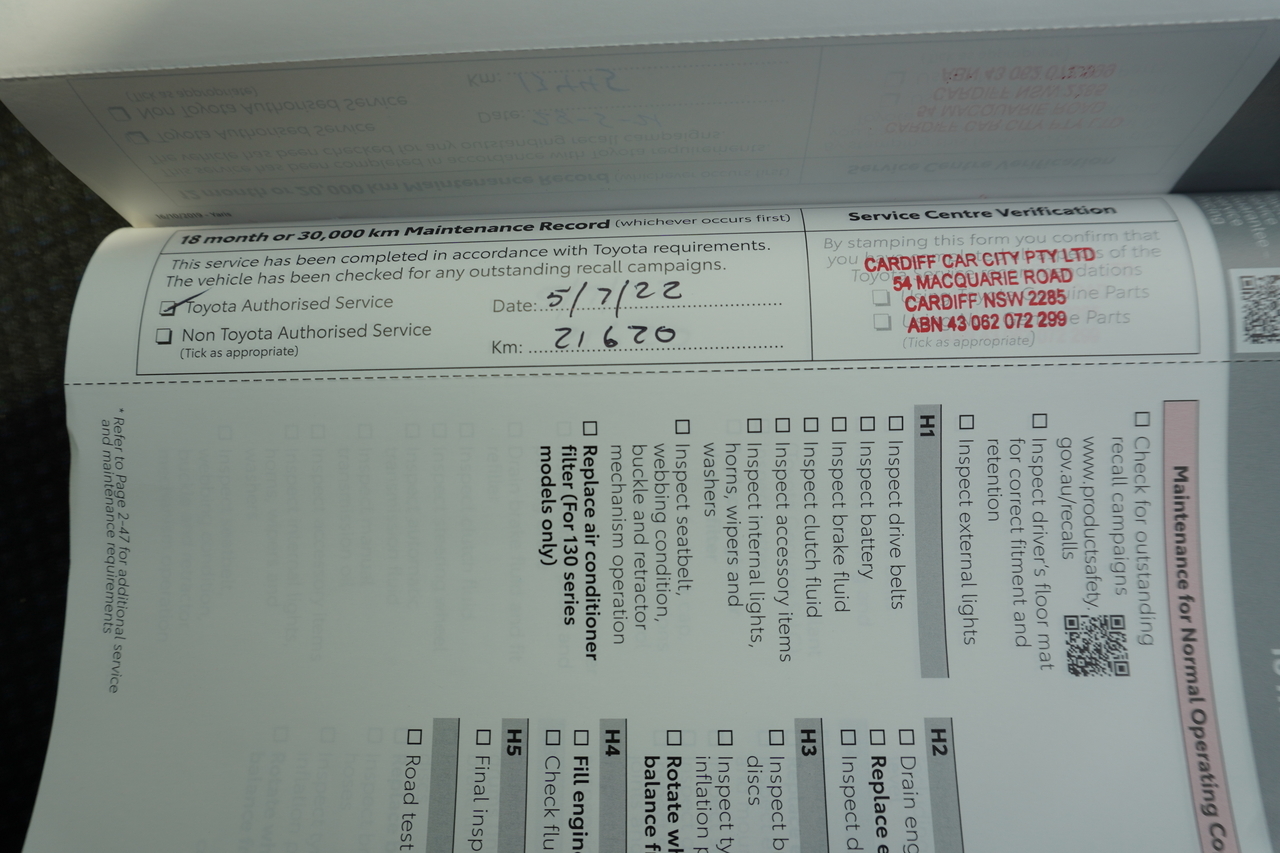 18 month or 30,000 km Maintenance Record (whichever occurs first)
This service has been completed in accordance with Toyota requirements.
The vehicle has been checked for any outstanding recall campaigns.
Toyota Authorised Service
Non Toyota Authorised Service
(Tick as appropriate)
Date: 5/7/22
Km: 21620
Service Centre Verification
By stamping this form you confirm that
CARDIFF CAR CITY PTY LTD
54 MACQUARIE ROAD
CARDIFF NSW 2285
ABN 43 062 072 299
(Tick as appropriate)
Maintenance for Normal Operating Co
Check for outstanding
recall campaigns
www.productsafety.
gov.au/recalls
Inspect driver's floor mat
for correct fitment and
retention
Inspect external lights
H1
Inspect drive belts
Inspect battery
Inspect brake fluid
Inspect clutch fluid
Inspect accessory items
Inspect internal lights,
horns, wipers and
washers
Inspect seatbelt,
webbing condition,
buckle and retractor
mechanism operation
Replace air conditioner
filter (For 130 series
models only)
H2
Drain eng
Replace e
Inspect d
H3
Inspect b
discs
Inspect ty
inflation p
Rotate wh
balance f
H4
Fill engin
Check flu
H5
Final insp
Road test
* Refer to Page 2-47 for additional service
and maintenance requirements